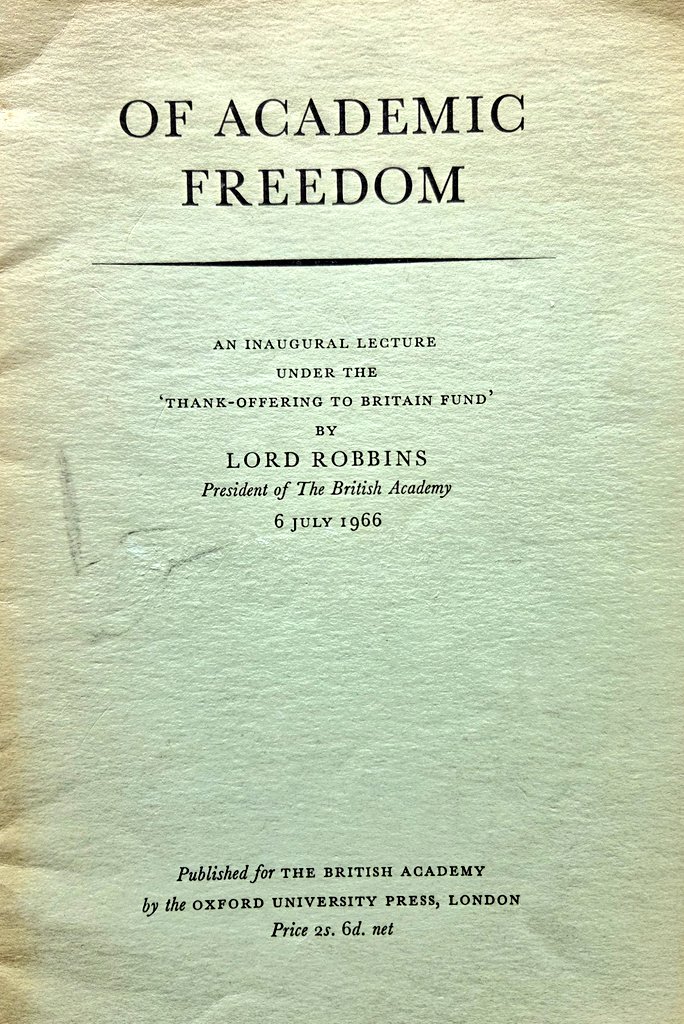 OF ACADEMIC
FREEDOM
AN INAUGURAL LECTURE
UNDER THE
‘THANK-OFFERING TO BRITAIN FUND’
BY
LORD ROBBINS
President of The British Academy
6 JULY 1966
Published for THE BRITISH ACADEMY
by the OXFORD UNIVERSITY PRESS, LONDON
Price 2s. 6d. net